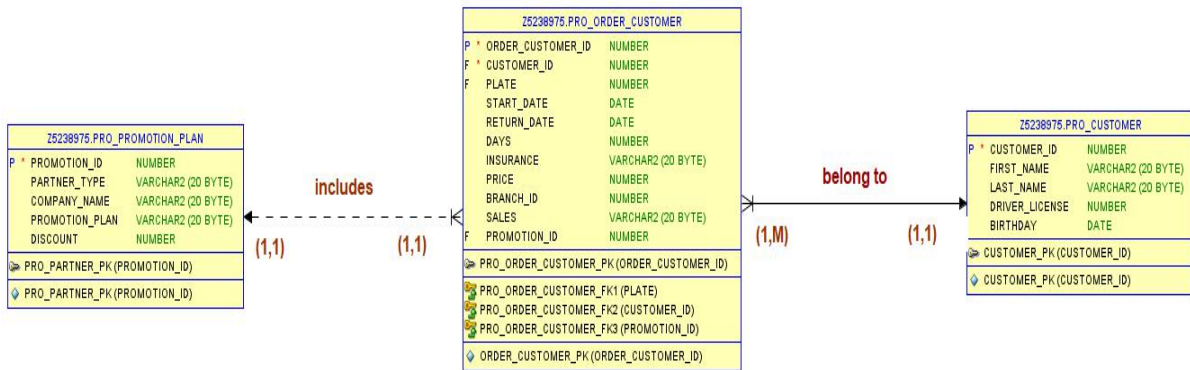 Z5238975.PRO_PROMOTION_PLAN
P * PROMOTION_ID NUMBER
PARTNER_TYPE VARCHAR2 (20 BYTE)
COMPANY_NAME VARCHAR2 (20 BYTE)
PROMOTION_PLAN VARCHAR2 (20 BYTE)
DISCOUNT NUMBER
PRO_PARTNER_PK (PROMOTION_ID)
PRO_PARTNER_PK (PROMOTION_ID)
includes
(1,1)
(1,1)
Z5238975.PRO_ORDER_CUSTOMER
P * ORDER_CUSTOMER_ID NUMBER
F * CUSTOMER_ID NUMBER
F PLATE NUMBER
START_DATE DATE
RETURN_DATE DATE
DAYS NUMBER
INSURANCE VARCHAR2 (20 BYTE)
PRICE NUMBER
BRANCH_ID NUMBER
SALES VARCHAR2 (20 BYTE)
F PROMOTION_ID NUMBER
PRO_ORDER_CUSTOMER_PK (ORDER_CUSTOMER_ID)
PRO_ORDER_CUSTOMER_FK1 (PLATE)
PRO_ORDER_CUSTOMER_FK2 (CUSTOMER_ID)
PRO_ORDER_CUSTOMER_FK3 (PROMOTION_ID)
ORDER_CUSTOMER_PK (ORDER_CUSTOMER_ID)
belong to
(1,M)
(1,1)
Z5238975.PRO_CUSTOMER
P * CUSTOMER_ID NUMBER
FIRST_NAME VARCHAR2 (20 BYTE)
LAST_NAME VARCHAR2 (20 BYTE)
DRIVER_LICENSE NUMBER
BIRTHDAY DATE
CUSTOMER_PK (CUSTOMER_ID)
CUSTOMER_PK (CUSTOMER_ID)